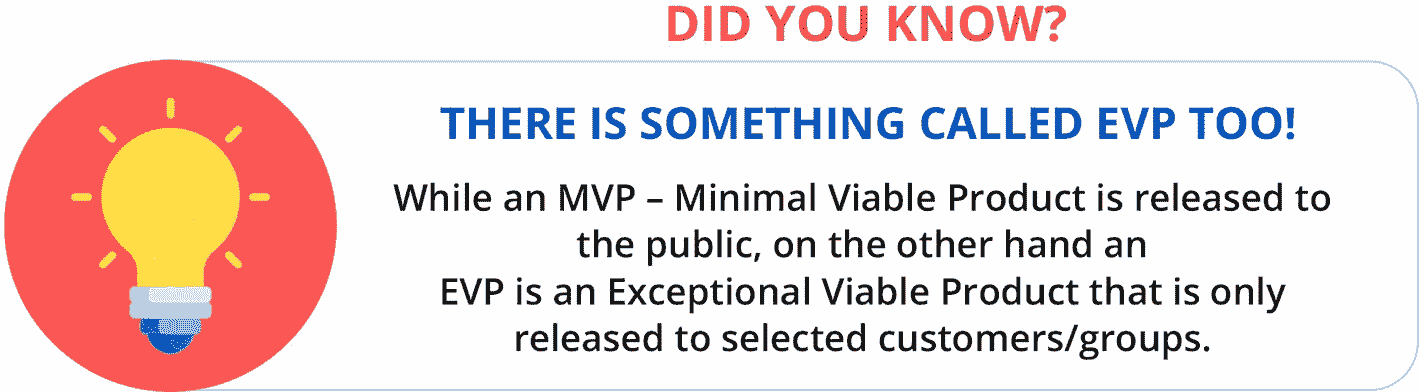 DID YOU KNOW?
THERE IS SOMETHING CALLED EVP TOO!
While an MVP – Minimal Viable Product is released to
the public, on the other hand an
EVP is an Exceptional Viable Product that is only
released to selected customers/groups.